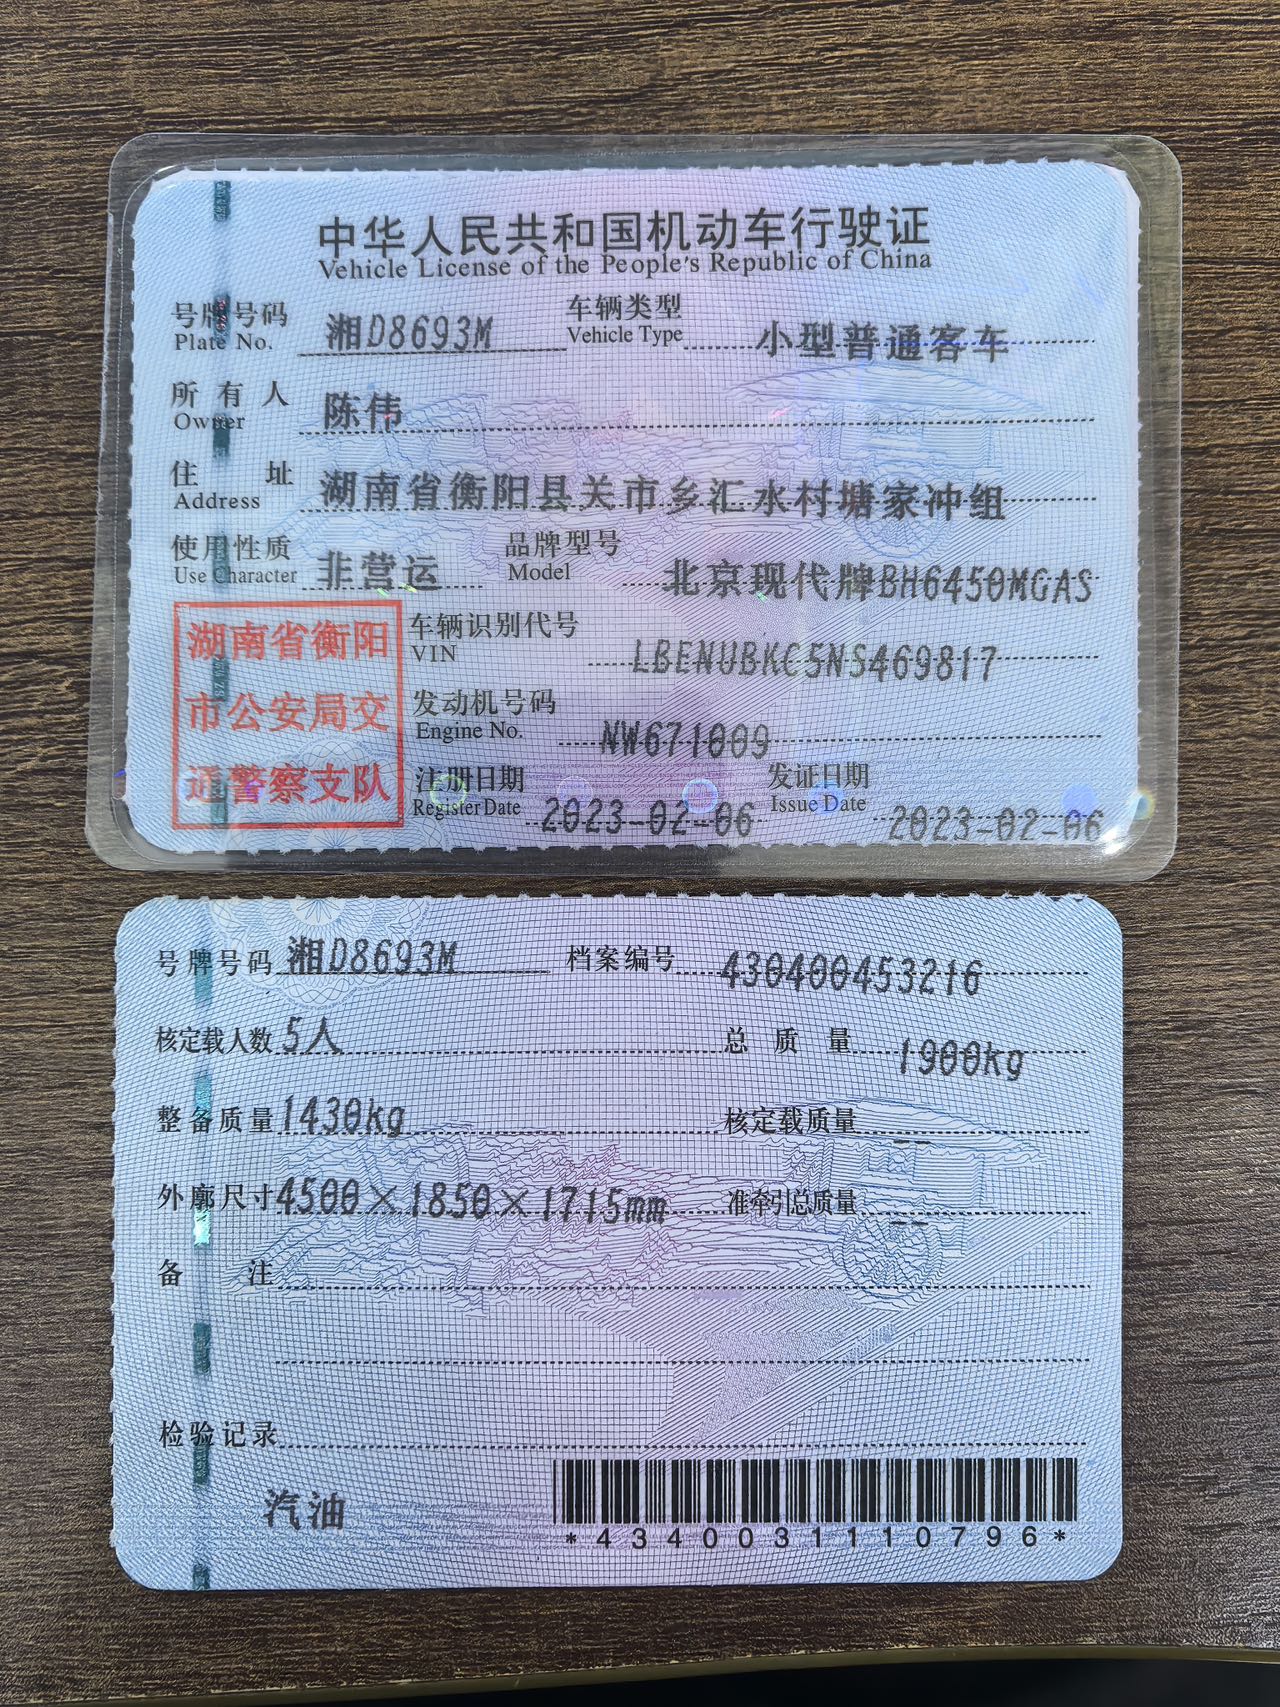 中华人民共和国机动车行驶证
Vehicle License of the People's Republic of China
号牌号码 湘D8693M 车辆类型 小型普通客车
Plate No. Vehicle Type
所有人 陈伟
Owner
住址 湖南省衡阳县关市乡汇水村塘家冲组
Address
使用性质 非营运 品牌型号 北京现代牌BH6450MGAS
Use Character Model
湖南省衡阳
市公安局交
通警察支队
车辆识别代号 LBENUBKC5NS469817
VIN
发动机号码 NW671009
Engine No.
注册日期 2023-02-06 发证日期 2023-02-06
Register Date Issue Date
号牌号码 湘D8693M 档案编号 430400453216
核定载人数 5人 总质量 1900kg
整备质量 1430kg 核定载质量 --
外廓尺寸 4500×1850×1715mm 准牵引总质量 --
备注
检验记录
汽油
*4340031110796*